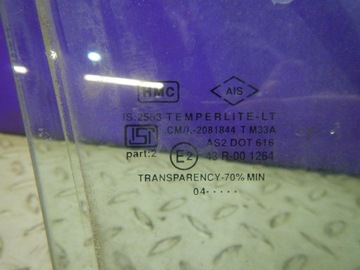 HMC AIS
IS:2553 TEMPERLITE-LT
CM/L-2081844 T M33A
ISI AS2 DOT 616
part:2 E2 43 R-00 1264
TRANSPARENCY-70% MIN
04·····